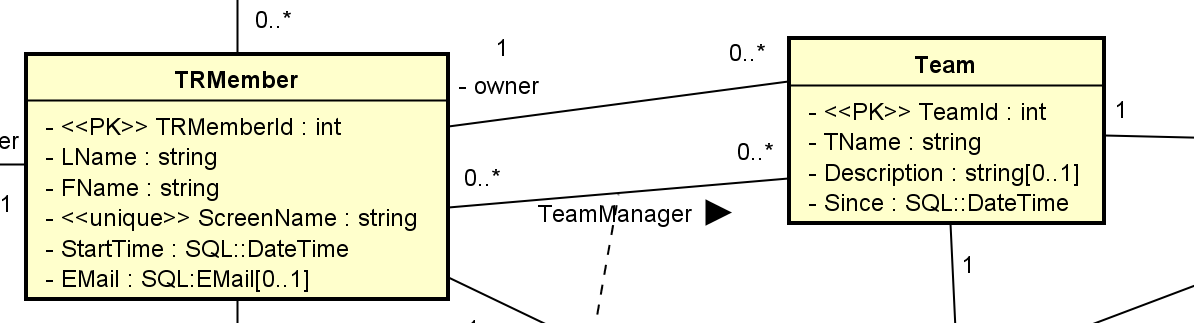 0..*
TRMember
- <<PK>> TRMemberId : int
- LName : string
- FName : string
- <<unique>> ScreenName : string
- StartTime : SQL::DateTime
- EMail : SQL:EMail[0..1]
er
1
1
- owner
0..*
0..*
0..*
TeamManager
Team
- <<PK>> TeamId : int
- TName : string
- Description : string[0..1]
- Since : SQL::DateTime
1
1